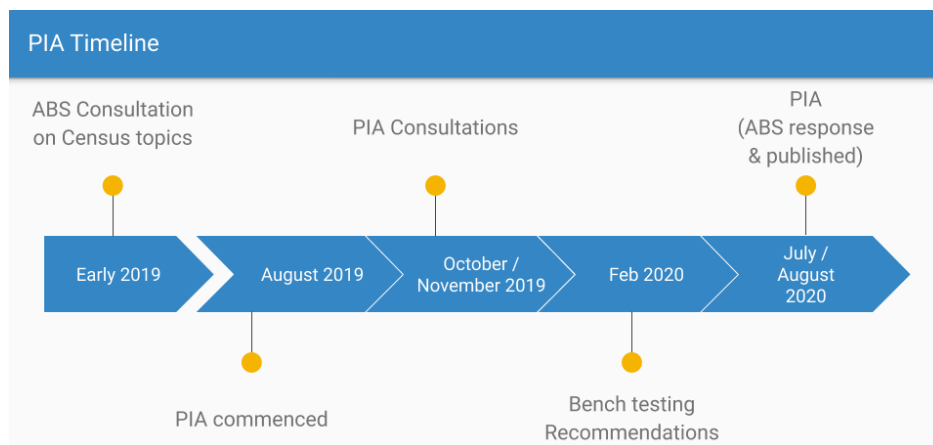 PIA Timeline
ABS Consultation
on Census topics
PIA Consultations
PIA
(ABS response
& published)
Early 2019
August 2019
October /
November 2019
Feb 2020
July /
August
2020
PIA commenced
Bench testing
Recommendations